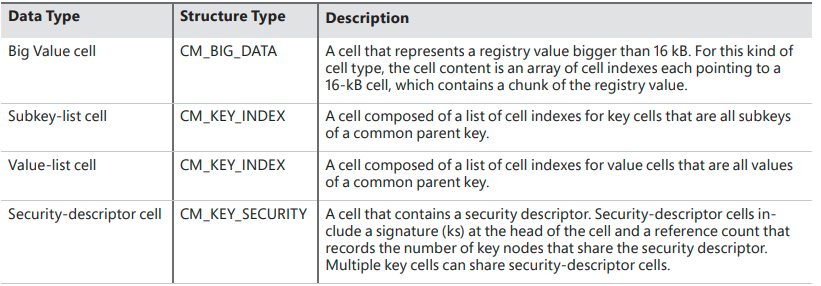 Data Type Structure Type Description
Big Value cell CM_BIG_DATA A cell that represents a registry value bigger than 16 kB. For this kind of
cell type, the cell content is an array of cell indexes each pointing to a
16-kB cell, which contains a chunk of the registry value.
Subkey-list cell CM_KEY_INDEX A cell composed of a list of cell indexes for key cells that are all subkeys
of a common parent key.
Value-list cell CM_KEY_INDEX A cell composed of a list of cell indexes for value cells that are all values
of a common parent key.
Security-descriptor cell CM_KEY_SECURITY A cell that contains a security descriptor. Security-descriptor cells in-
clude a signature (ks) at the head of the cell and a reference count that
records the number of key nodes that share the security descriptor.
Multiple key cells can share security-descriptor cells.